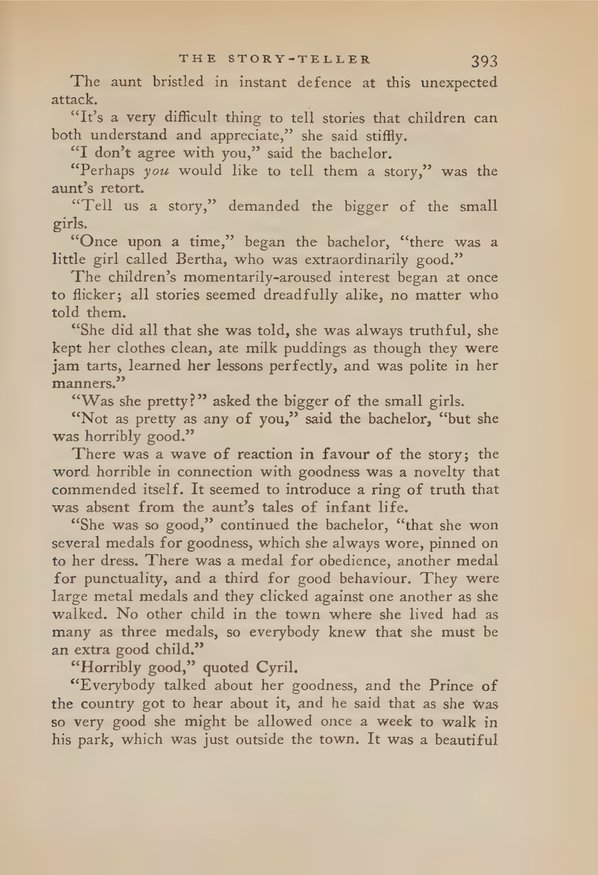 THE STORY-TELLER 393
The aunt bristled in instant defence at this unexpected
attack.
“It’s a very difficult thing to tell stories that children can
both understand and appreciate,” she said stiffly.
“I don’t agree with you,” said the bachelor.
“Perhaps you would like to tell them a story,” was the
aunt’s retort.
“Tell us a story,” demanded the bigger of the small
girls.
“Once upon a time,” began the bachelor, “there was a
little girl called Bertha, who was extraordinarily good.”
The children’s momentarily-aroused interest began at once
to flicker; all stories seemed dreadfully alike, no matter who
told them.
“She did all that she was told, she was always truthful, she
kept her clothes clean, ate milk puddings as though they were
jam tarts, learned her lessons perfectly, and was polite in her
manners.”
“Was she pretty?” asked the bigger of the small girls.
“Not as pretty as any of you,” said the bachelor, “but she
was horribly good.”
There was a wave of reaction in favour of the story; the
word horrible in connection with goodness was a novelty that
commended itself. It seemed to introduce a ring of truth that
was absent from the aunt’s tales of infant life.
“She was so good,” continued the bachelor, “that she won
several medals for goodness, which she always wore, pinned on
to her dress. There was a medal for obedience, another medal
for punctuality, and a third for good behaviour. They were
large metal medals and they clicked against one another as she
walked. No other child in the town where she lived had as
many as three medals, so everybody knew that she must be
an extra good child.”
“Horribly good,” quoted Cyril.
“Everybody talked about her goodness, and the Prince of
the country got to hear about it, and he said that as she was
so very good she might be allowed once a week to walk in
his park, which was just outside the town. It was a beautiful